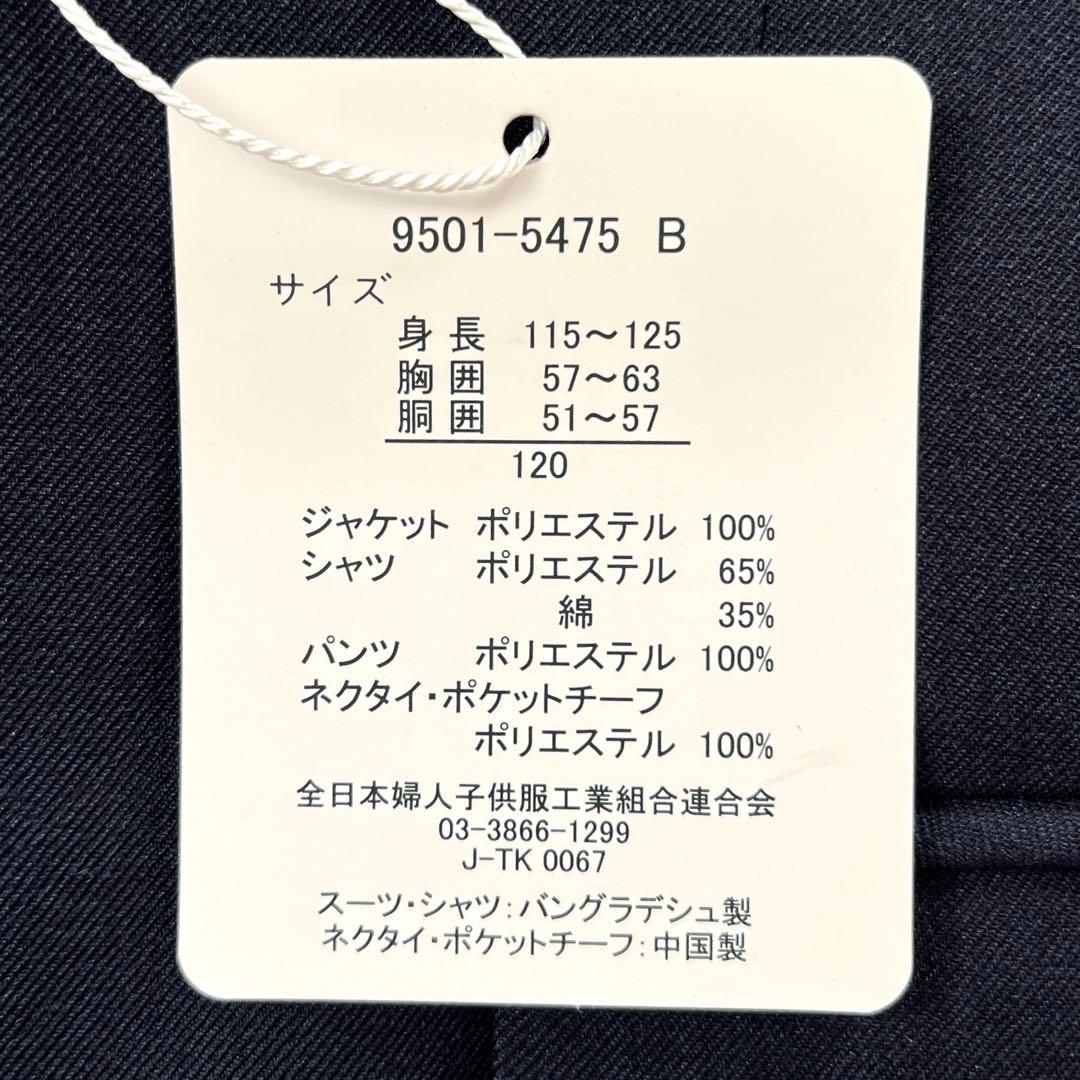 9501-5475 B
サイズ
身長 115～125
胸囲 57～63
胴囲 51～57
120
ジャケット ポリエステル 100%
シャツ ポリエステル 65%
綿 35%
パンツ ポリエステル 100%
ネクタイ・ポケットチーフ
ポリエステル 100%
全日本婦人子供服工業組合連合会
03-3866-1299
J-TK 0067
スーツ・シャツ:バングラデシュ製
ネクタイ・ポケットチーフ:中国製